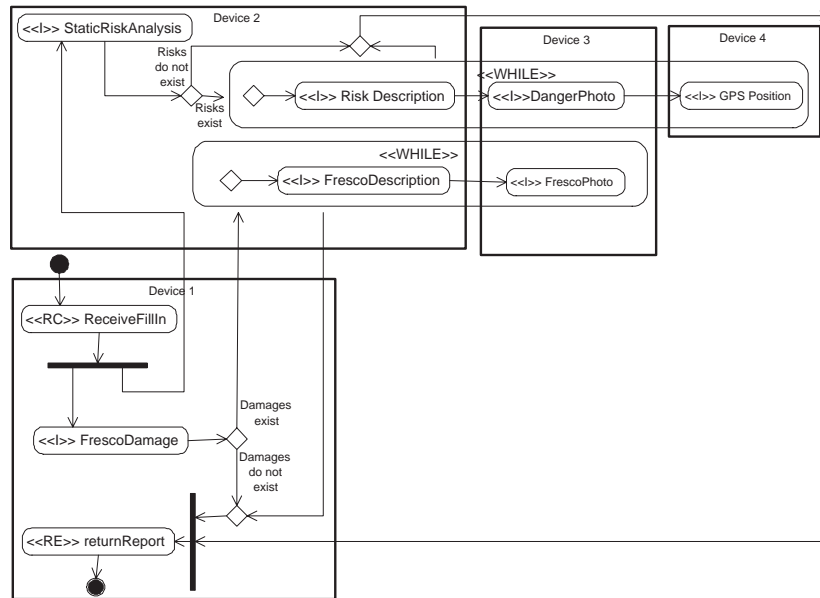 Device 2
<<I>> StaticRiskAnalysis
Risks
do not
exist
Risks
exist
Device 3
Device 4
<<WHILE>>
<<I>> Risk Description
<<I>>DangerPhoto
<<I>> GPS Position
<<WHILE>>
<<I>> FrescoDescription
<<I>> FrescoPhoto
Device 1
<<RC>> ReceiveFillIn
<<I>> FrescoDamage
Damages
exist
Damages
do not
exist
<<RE>> returnReport